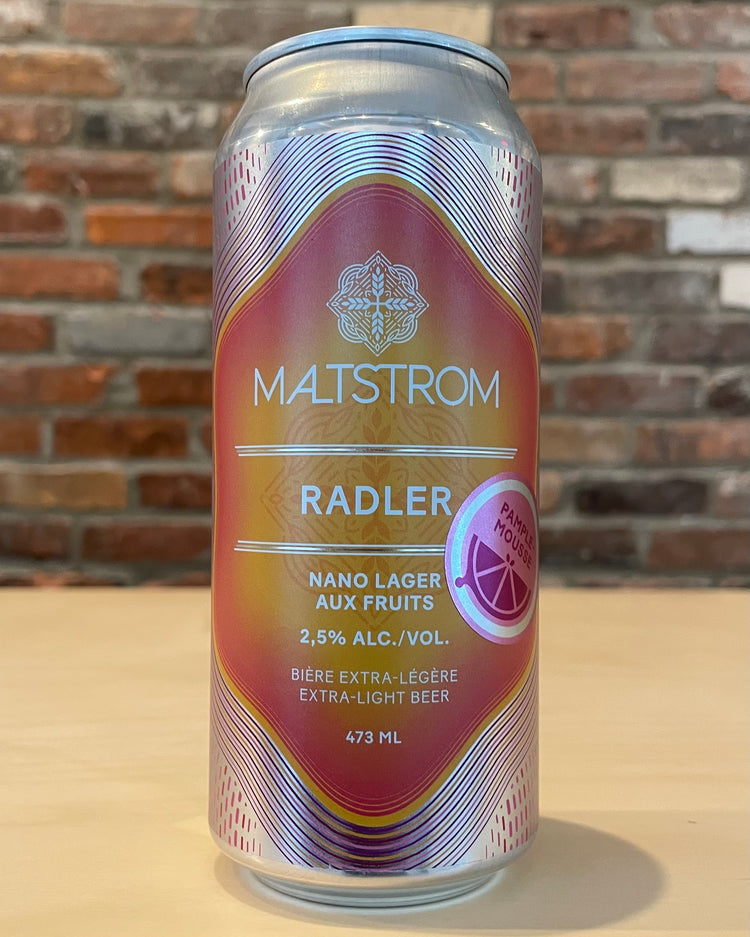 MALTSTROM
RADLER
PAMPLE-
MOUSSE
NANO LAGER
AUX FRUITS
2,5% ALC./VOL.
BIÈRE EXTRA-LÉGÈRE
EXTRA-LIGHT BEER
473 ML